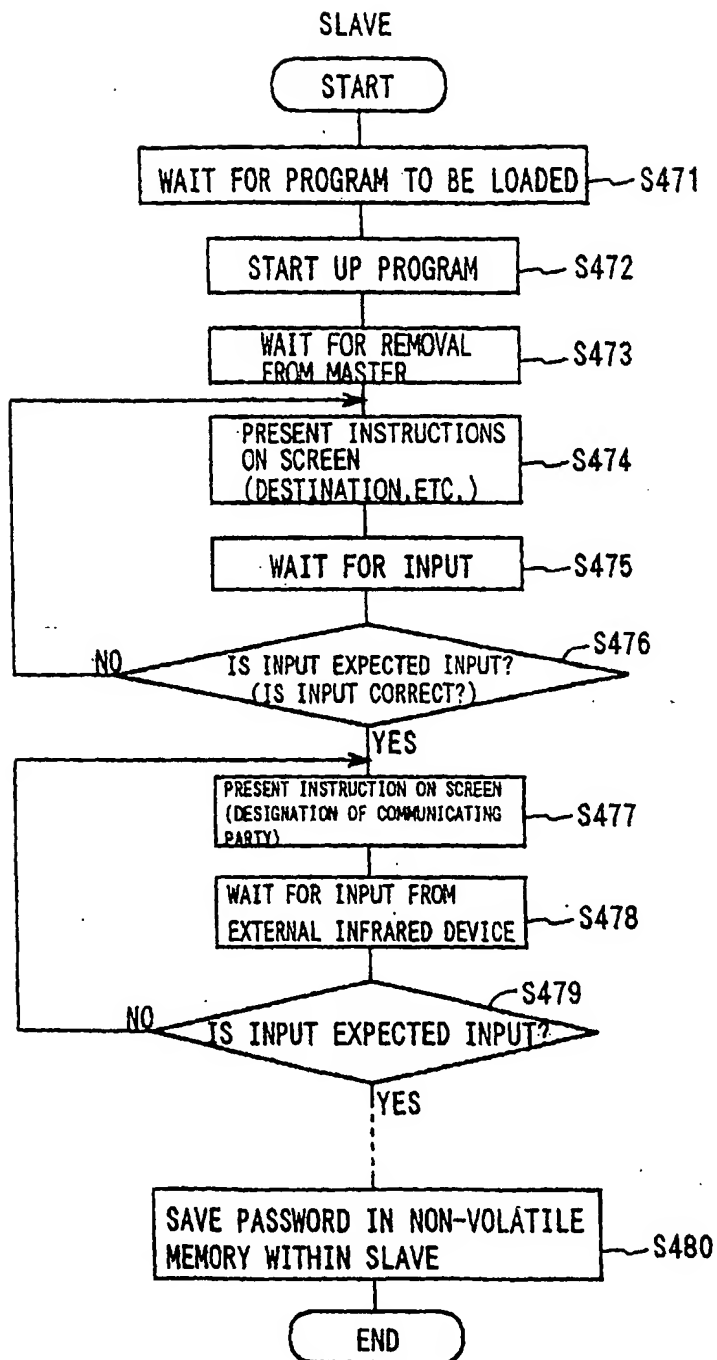 SLAVE
START
WAIT FOR PROGRAM TO BE LOADED
S471
START UP PROGRAM
S472
WAIT FOR REMOVAL
FROM MASTER
S473
PRESENT INSTRUCTIONS
ON SCREEN
(DESTINATION.ETC.)
S474
WAIT FOR INPUT
S475
S476
NO
IS INPUT EXPECTED INPUT?
(IS INPUT CORRECT?)
YES
PRESENT INSTRUCTION ON SCREEN
(DESIGNATION OF COMMUNICATING
PARTY)
S477
WAIT FOR INPUT FROM
EXTERNAL INFRARED DEVICE
S478
S479
NO
IS INPUT EXPECTED INPUT?
YES
SAVE PASSWORD IN NON-VOLATILE
MEMORY WITHIN SLAVE
S480
END